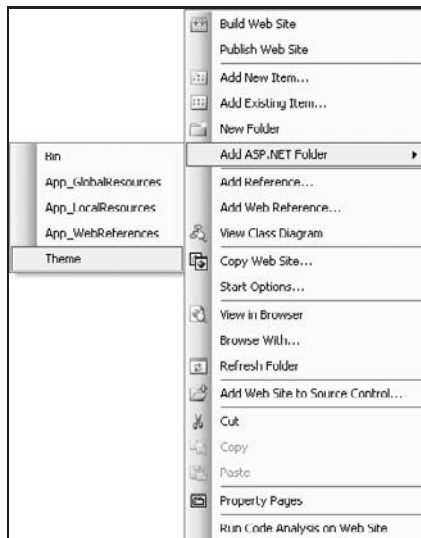 Build Web Site
Publish Web Site
Add New Item...
Add Existing Item...
New Folder
Add ASP.NET Folder
Bin
App_GlobalResources
App_LocalResources
App_WebReferences
Theme
Add Reference...
Add Web Reference...
View Class Diagram
Copy Web Site...
Start Options...
View in Browser
Browse With...
Refresh Folder
Add Web Site to Source Control...
Cut
Copy
Paste
Property Pages
Run Code Analysis on Web Site